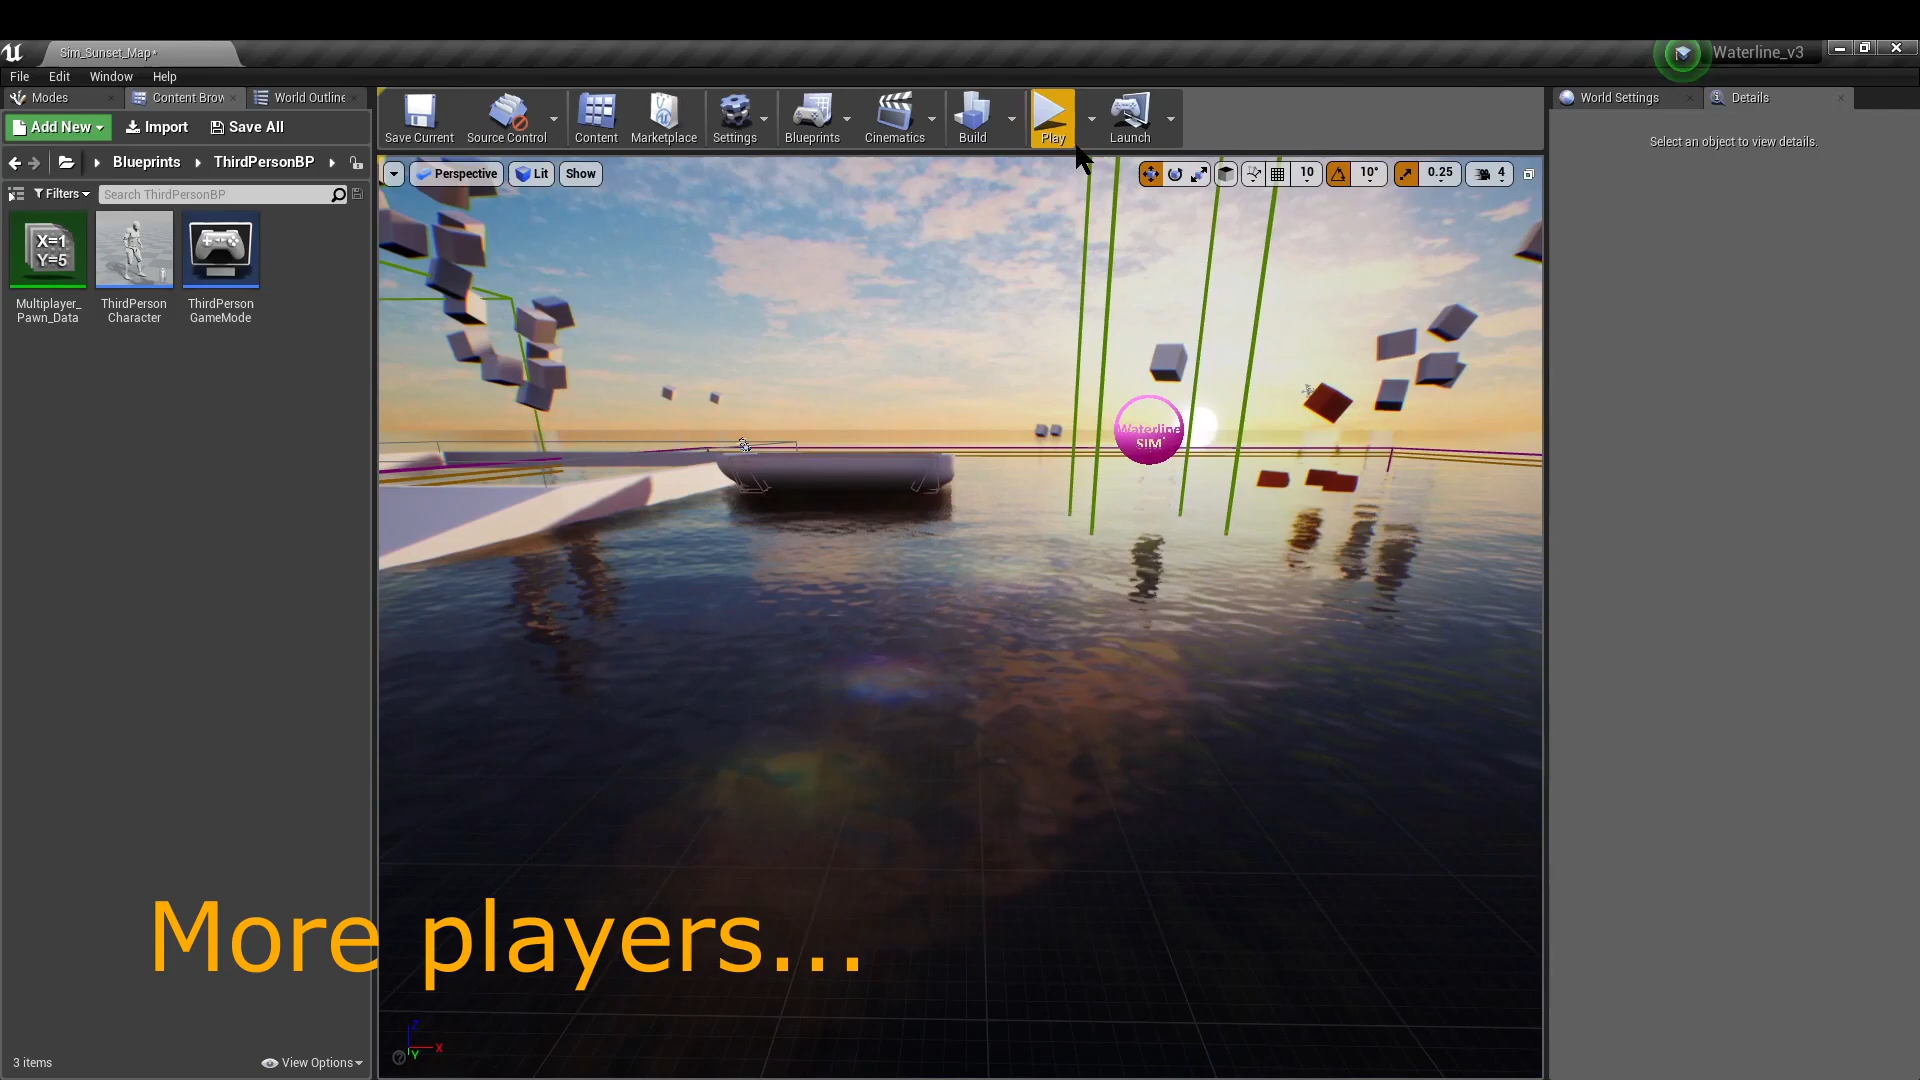 Sim_Sunset_Map*
Waterline_v3
File Edit Window Help
Modes Content Brow World Outline
World Settings Details
Add New Import Save All
Save Current Source Control Content Marketplace Settings Blueprints Cinematics Build Play Launch
Select an object to view details.
Blueprints ThirdPersonBP
Perspective Lit Show 10 10° 0.25 4
Filters Search ThirdPersonBP
X=1
Y=5
Multiplayer_
Pawn_Data
ThirdPerson
Character
ThirdPerson
GameMode
Waterline
SIM
More players...
Z
X
Y
3 items View Options